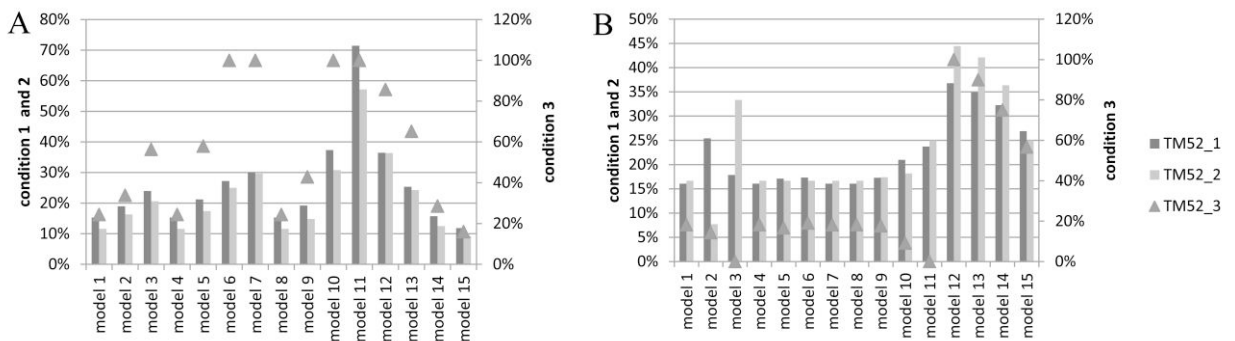 A
80%
70%
60%
50%
40%
30%
20%
10%
0%
condition 1 and 2
120%
100%
80%
60%
40%
20%
0%
condition 3
model 1
model 2
model 3
model 4
model 5
model 6
model 7
model 8
model 9
model 10
model 11
model 12
model 13
model 14
model 15
B
50%
45%
40%
35%
30%
25%
20%
15%
10%
5%
0%
condition 1 and 2
120%
100%
80%
60%
40%
20%
0%
condition 3
model 1
model 2
model 3
model 4
model 5
model 6
model 7
model 8
model 9
model 10
model 11
model 12
model 13
model 14
model 15
TM52_1
TM52_2
TM52_3